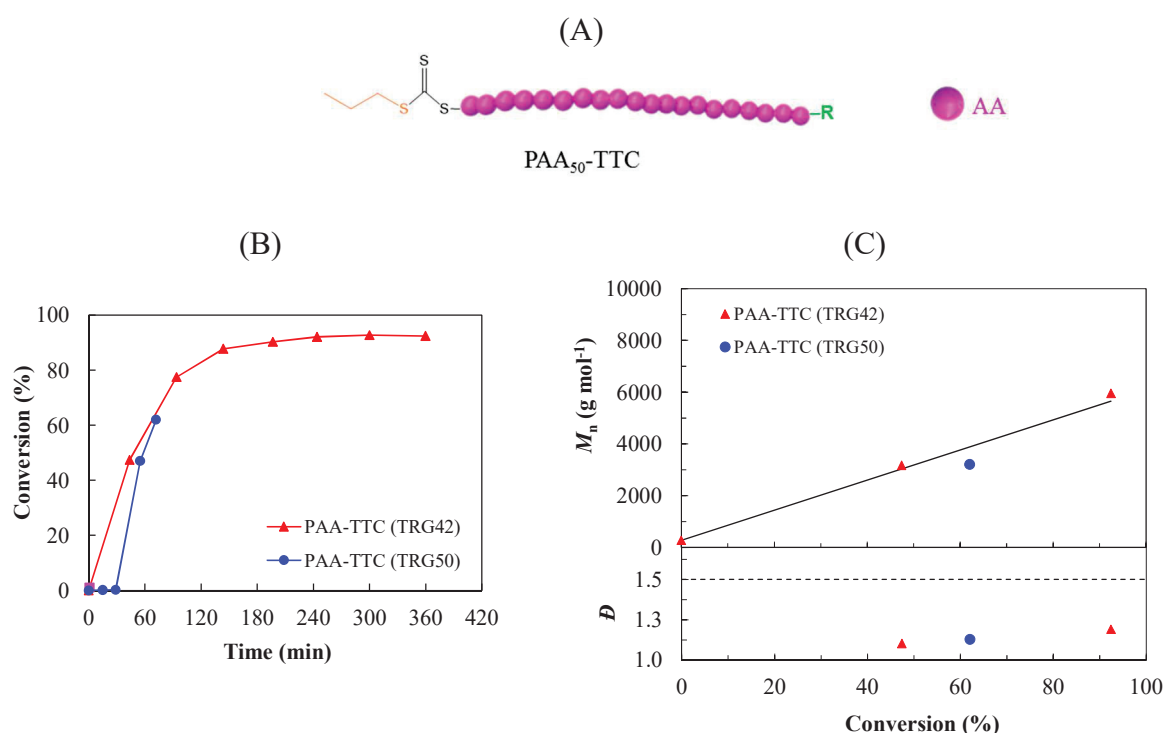 (A)
S
S
S
R
AA
PAA50-TTC
(B)
Conversion (%)
100
80
60
40
20
0
PAA-TTC (TRG42)
PAA-TTC (TRG50)
0 60 120 180 240 300 360 420
Time (min)
(C)
Mn (g mol-1)
10000
8000
6000
4000
2000
0
PAA-TTC (TRG42)
PAA-TTC (TRG50)
Đ
1.5
1.3
1.0
0 20 40 60 80 100
Conversion (%)